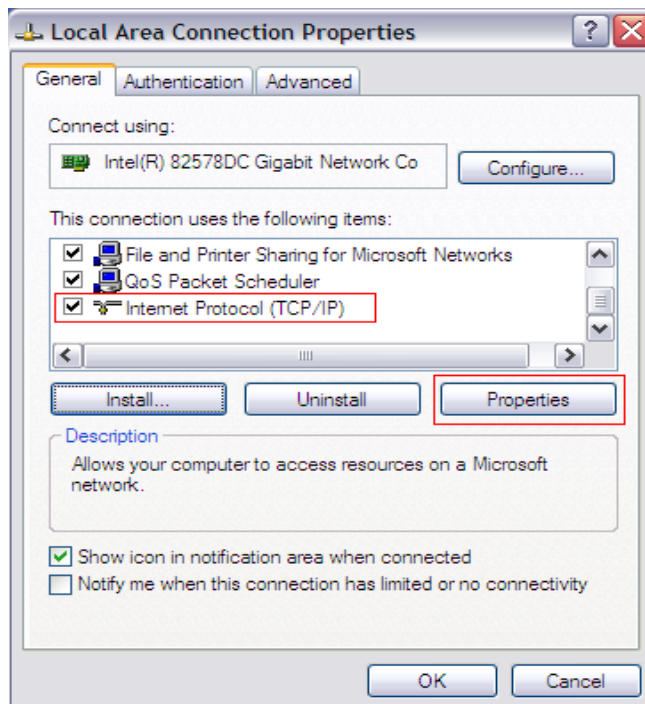 Local Area Connection Properties
General Authentication Advanced
Connect using:
Intel(R) 82578DC Gigabit Network Co
Configure...
This connection uses the following items:
File and Printer Sharing for Microsoft Networks
QoS Packet Scheduler
Internet Protocol (TCP/IP)
Install... Uninstall Properties
Description
Allows your computer to access resources on a Microsoft
network.
Show icon in notification area when connected
Notify me when this connection has limited or no connectivity
OK Cancel